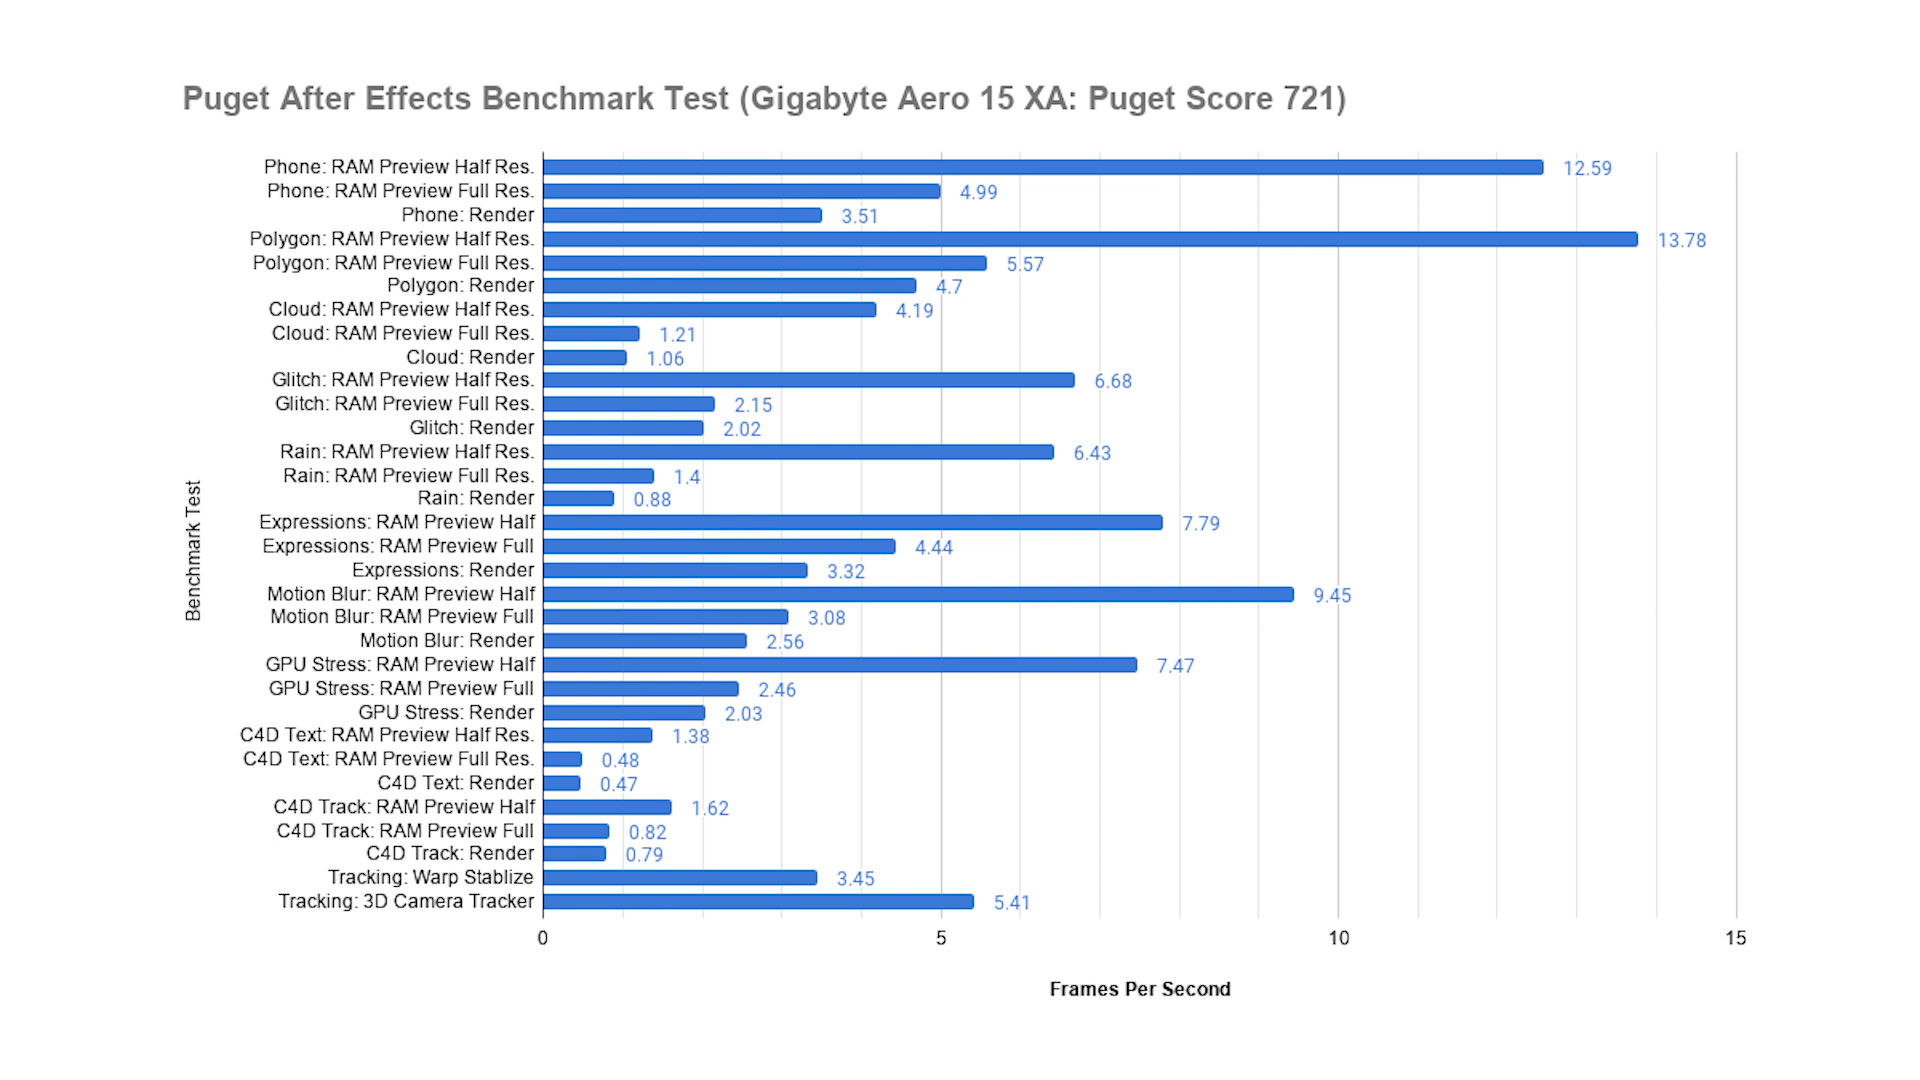 Puget After Effects Benchmark Test (Gigabyte Aero 15 XA: Puget Score 721)
Phone: RAM Preview Half Res. 12.59
Phone: RAM Preview Full Res. 4.99
Phone: Render 3.51
Polygon: RAM Preview Half Res. 13.78
Polygon: RAM Preview Full Res. 5.57
Polygon: Render 4.7
Cloud: RAM Preview Half Res. 4.19
Cloud: RAM Preview Full Res. 1.21
Cloud: Render 1.06
Glitch: RAM Preview Half Res. 6.68
Glitch: RAM Preview Full Res. 2.15
Glitch: Render 2.02
Rain: RAM Preview Half Res. 6.43
Rain: RAM Preview Full Res. 1.4
Rain: Render 0.88
Expressions: RAM Preview Half 7.79
Expressions: RAM Preview Full 4.44
Expressions: Render 3.32
Motion Blur: RAM Preview Half 9.45
Motion Blur: RAM Preview Full 3.08
Motion Blur: Render 2.56
GPU Stress: RAM Preview Half 7.47
GPU Stress: RAM Preview Full 2.46
GPU Stress: Render 2.03
C4D Text: RAM Preview Half Res. 1.38
C4D Text: RAM Preview Full Res. 0.48
C4D Text: Render 0.47
C4D Track: RAM Preview Half 1.62
C4D Track: RAM Preview Full 0.82
C4D Track: Render 0.79
Tracking: Warp Stablize 3.45
Tracking: 3D Camera Tracker 5.41
Benchmark Test
0 5 10 15
Frames Per Second